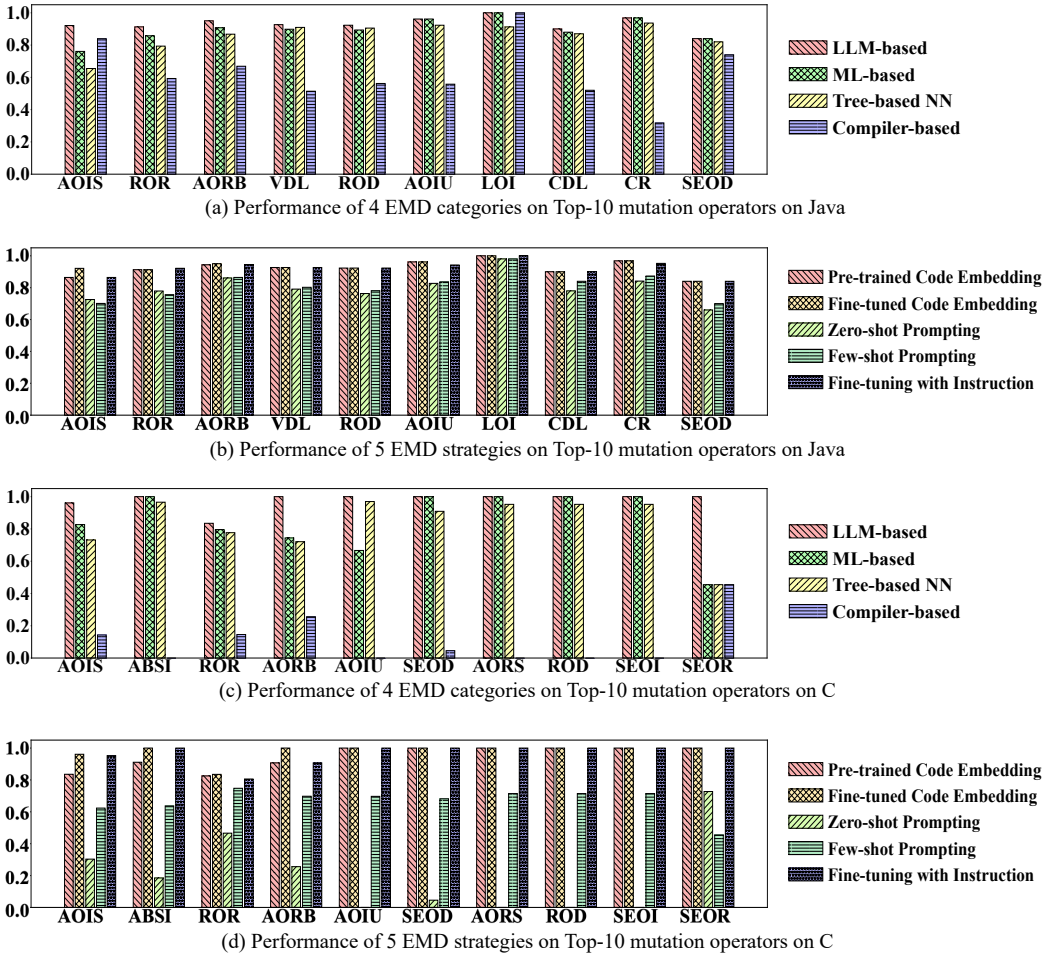 1.0
0.8
0.6
0.4
0.2
0.0
AOIS ROR AORB VDL ROD AOIU LOI CDL CR SEOD
LLM-based
ML-based
Tree-based NN
Compiler-based
(a) Performance of 4 EMD categories on Top-10 mutation operators on Java
1.0
0.8
0.6
0.4
0.2
0.0
AOIS ROR AORB VDL ROD AOIU LOI CDL CR SEOD
Pre-trained Code Embedding
Fine-tuned Code Embedding
Zero-shot Prompting
Few-shot Prompting
Fine-tuning with Instruction
(b) Performance of 5 EMD strategies on Top-10 mutation operators on Java
1.0
0.8
0.6
0.4
0.2
0.0
AOIS ABSI ROR AORB AOIU SEOD AORS ROD SEOI SEOR
LLM-based
ML-based
Tree-based NN
Compiler-based
(c) Performance of 4 EMD categories on Top-10 mutation operators on C
1.0
0.8
0.6
0.4
0.2
0.0
AOIS ABSI ROR AORB AOIU SEOD AORS ROD SEOI SEOR
Pre-trained Code Embedding
Fine-tuned Code Embedding
Zero-shot Prompting
Few-shot Prompting
Fine-tuning with Instruction
(d) Performance of 5 EMD strategies on Top-10 mutation operators on C